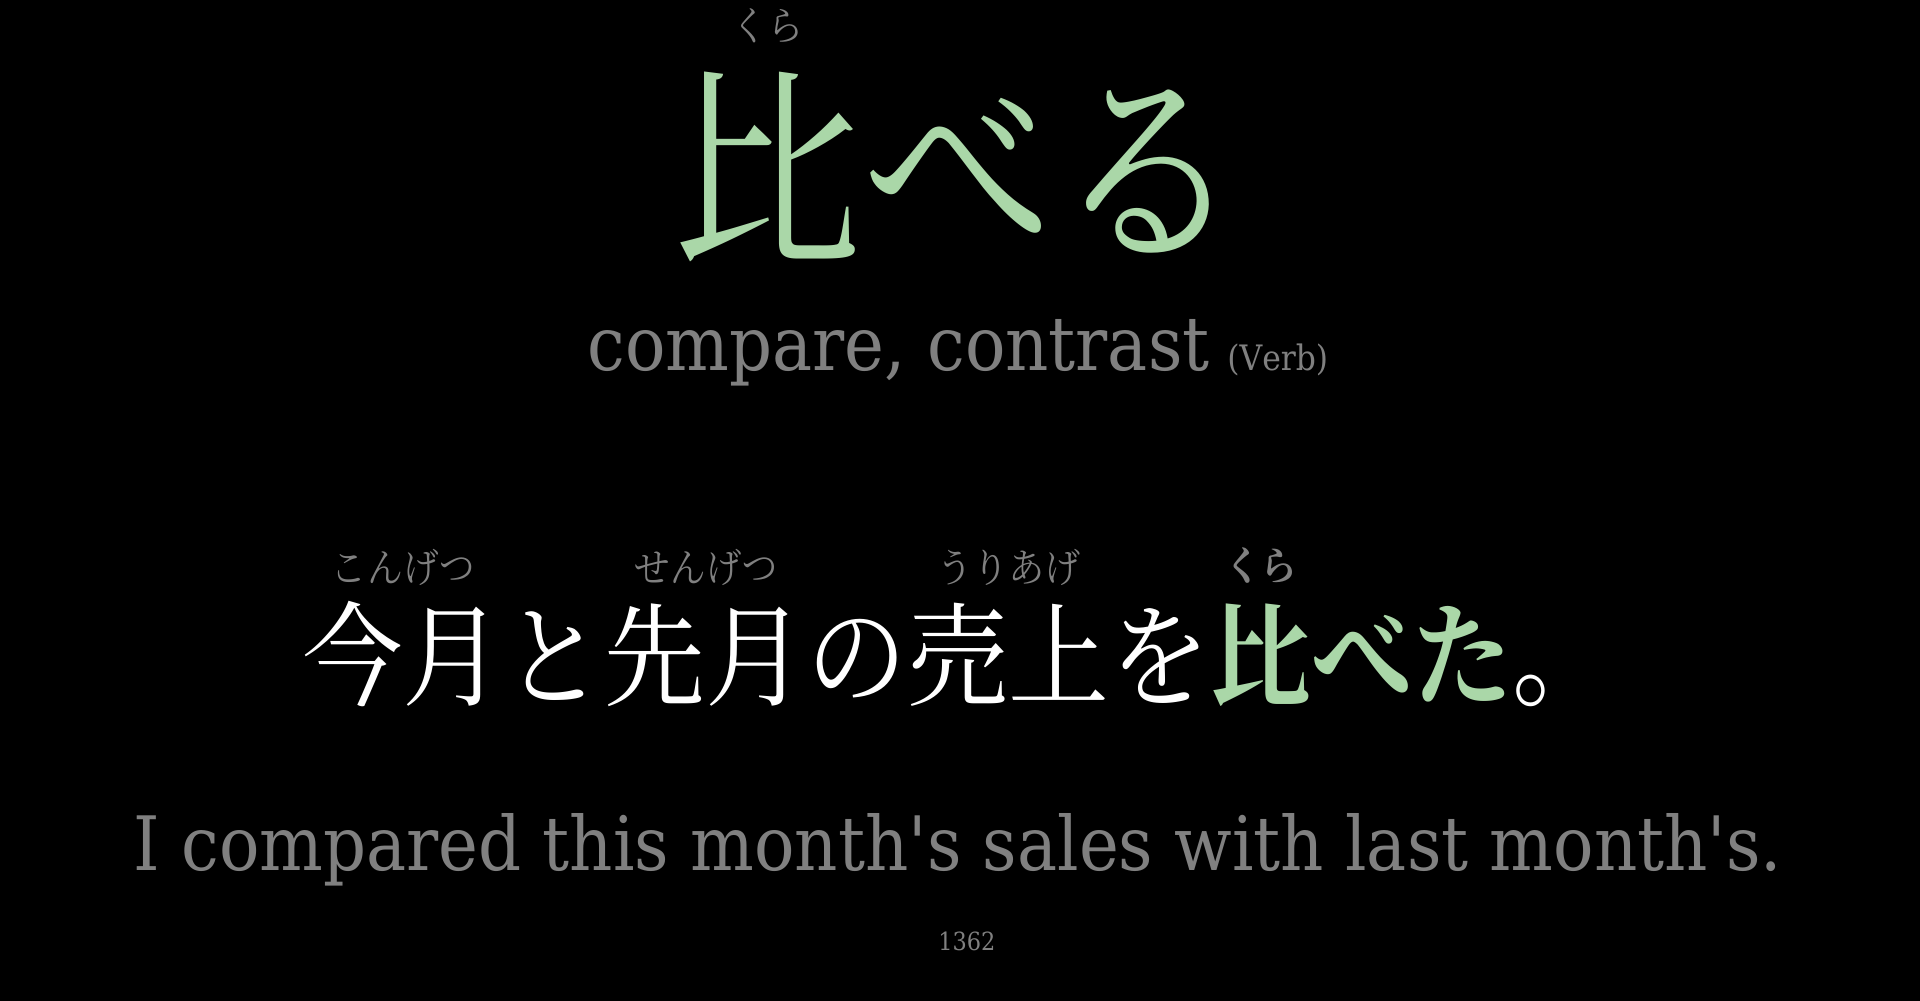 くら
比べる
compare, contrast (Verb)
こんげつ せんげつ うりあげ くら
今月と先月の売上を比べた。
I compared this month's sales with last month's.
1362